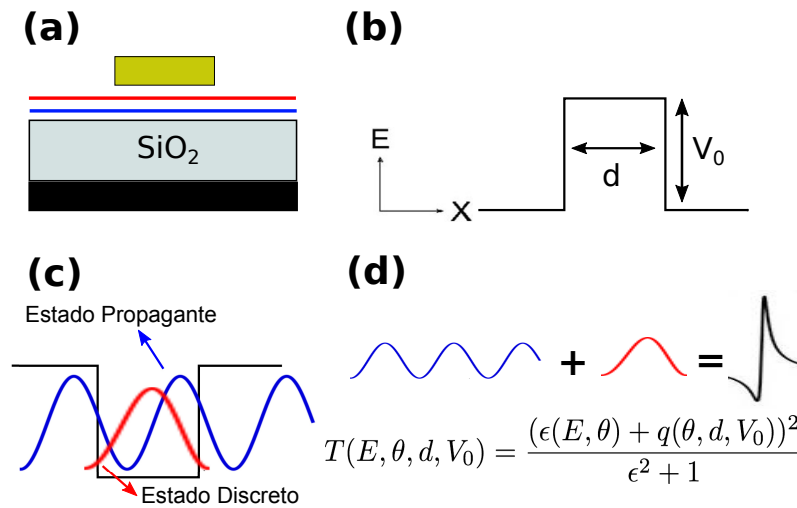 (a)
SiO₂
(b)
E
X
d
V₀
(c)
Estado Propagante
Estado Discreto
(d)
+
=
T(E, θ, d, V₀) = (ϵ(E, θ) + q(θ, d, V₀))² / ϵ² + 1